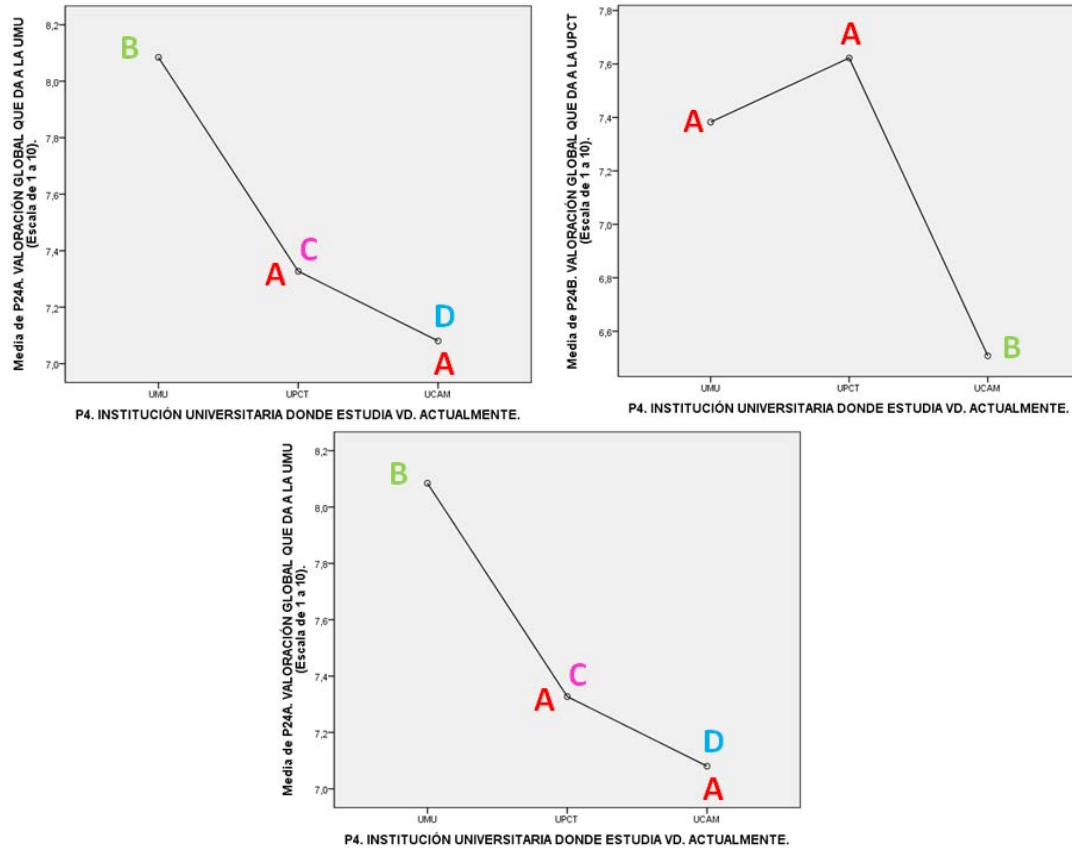 Media de P24A. VALORACIÓN GLOBAL QUE DA A LA UMU
(Escala de 1 a 10).
8,2
8,0
7,8
7,6
7,4
7,2
7,0
B
C
A
D
A
UMU UPCT UCAM
P4. INSTITUCIÓN UNIVERSITARIA DONDE ESTUDIA VD. ACTUALMENTE.
Media de P24B. VALORACIÓN GLOBAL QUE DA A LA UPCT
(Escala de 1 a 10).
7,8
7,6
7,4
7,2
7,0
6,8
6,6
A
A
B
UMU UPCT UCAM
P4. INSTITUCIÓN UNIVERSITARIA DONDE ESTUDIA VD. ACTUALMENTE.
Media de P24A. VALORACIÓN GLOBAL QUE DA A LA UMU
(Escala de 1 a 10).
8,2
8,0
7,8
7,6
7,4
7,2
7,0
B
C
A
D
A
UMU UPCT UCAM
P4. INSTITUCIÓN UNIVERSITARIA DONDE ESTUDIA VD. ACTUALMENTE.